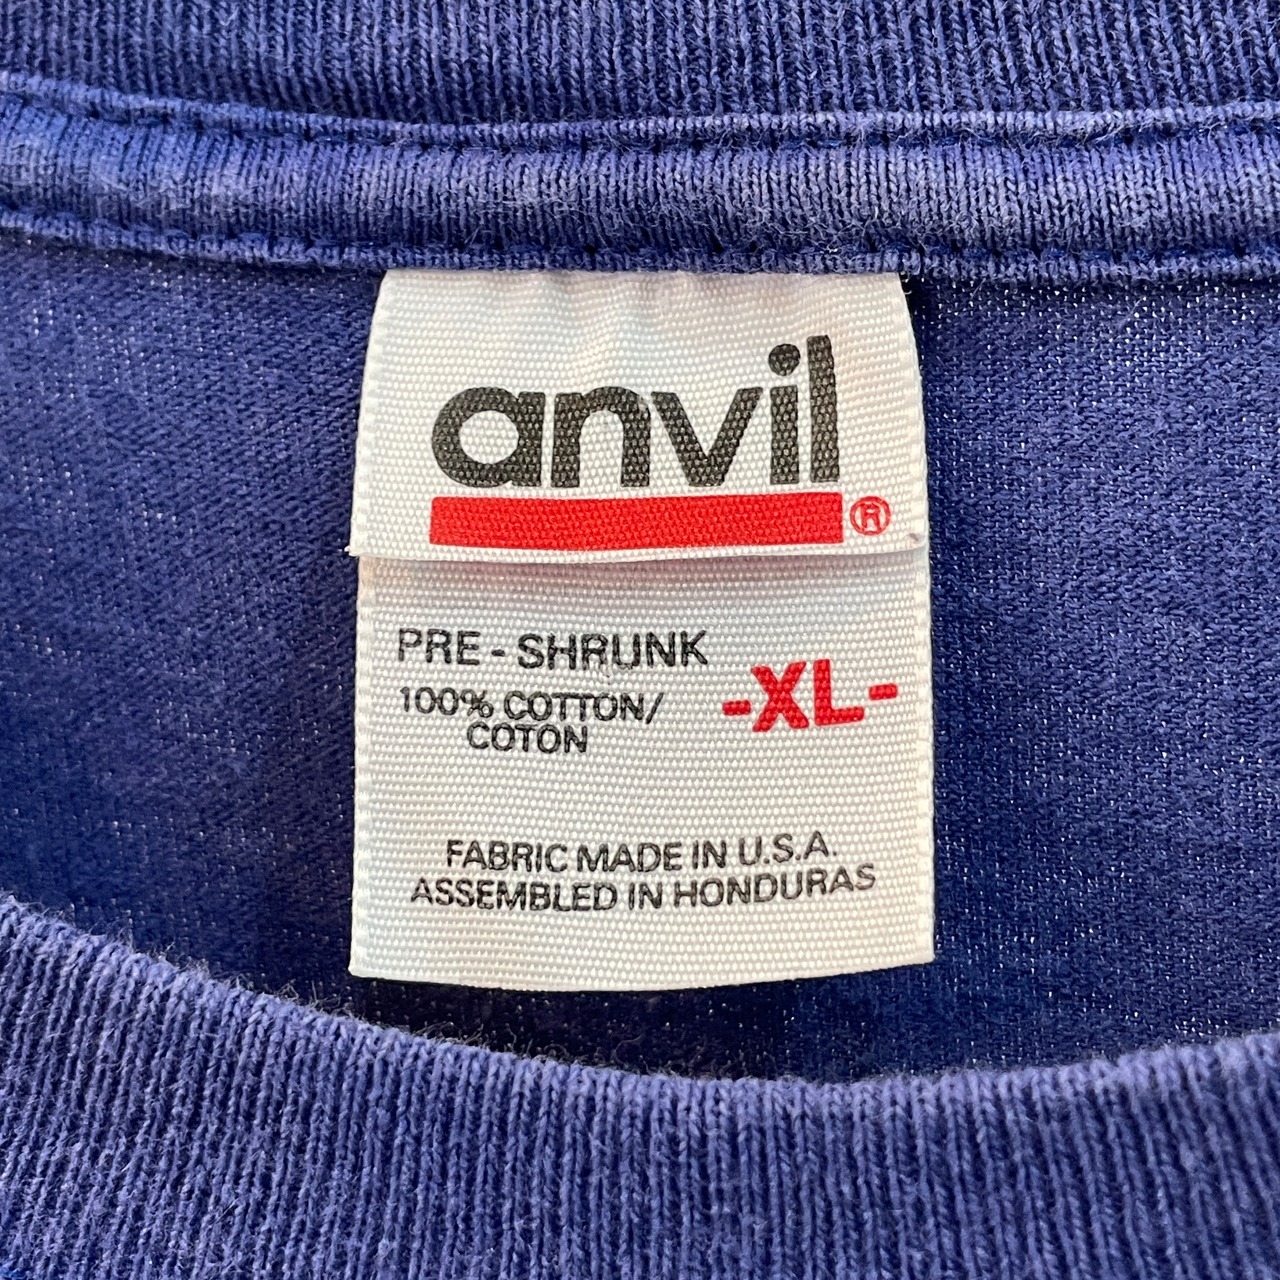 anvil
®
PRE - SHRUNK
-XL-
100% COTTON/
COTON
FABRIC MADE IN U.S.A.
ASSEMBLED IN HONDURAS